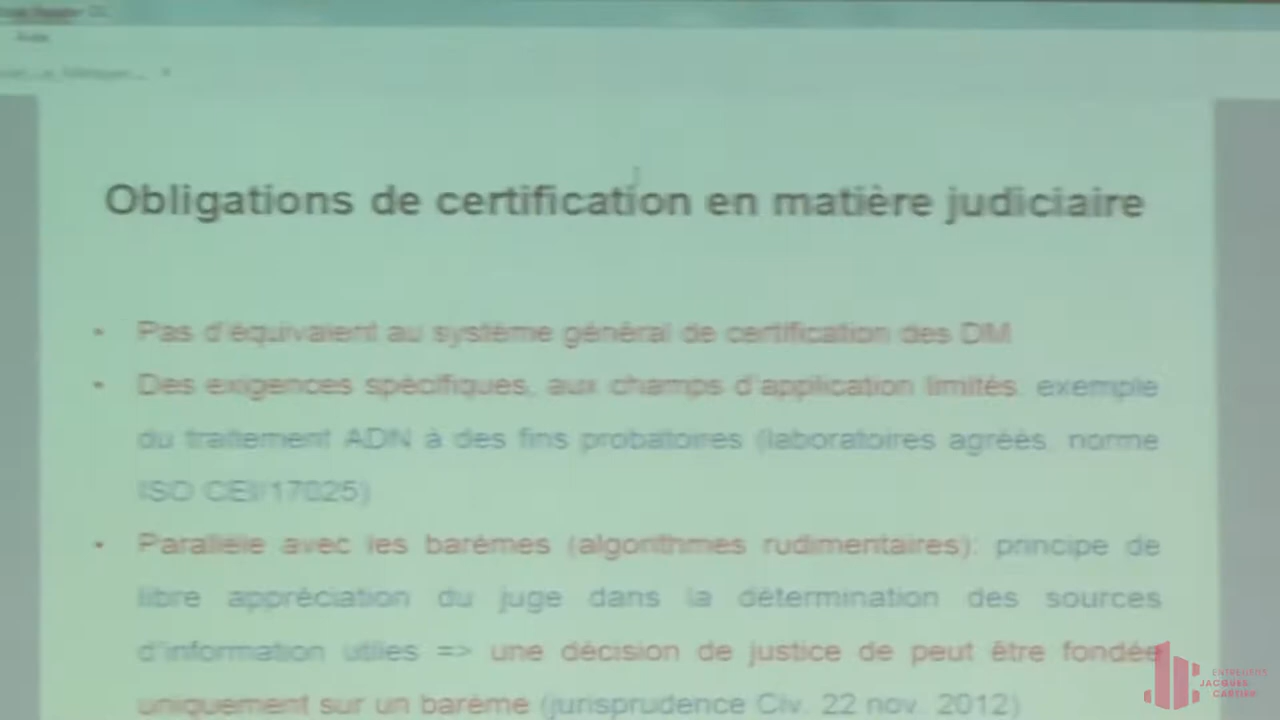 Obligations de certification en matière judiciaire
• Pas d'équivalent au système général de certification des DM
• Des exigences spécifiques, aux champs d'application limités: exemple
du traitement ADN à des fins probatoires (laboratoires agréés, norme
ISO CEI/17025)
• Parallèle avec les barèmes (algorithmes rudimentaires): principe de
libre appréciation du juge dans la détermination des sources
d'information utiles => une décision de justice de peut être fondée
uniquement sur un barème (jurisprudence Civ. 22 nov. 2012)
ENTRETIENS
JACQUES
CARTIER